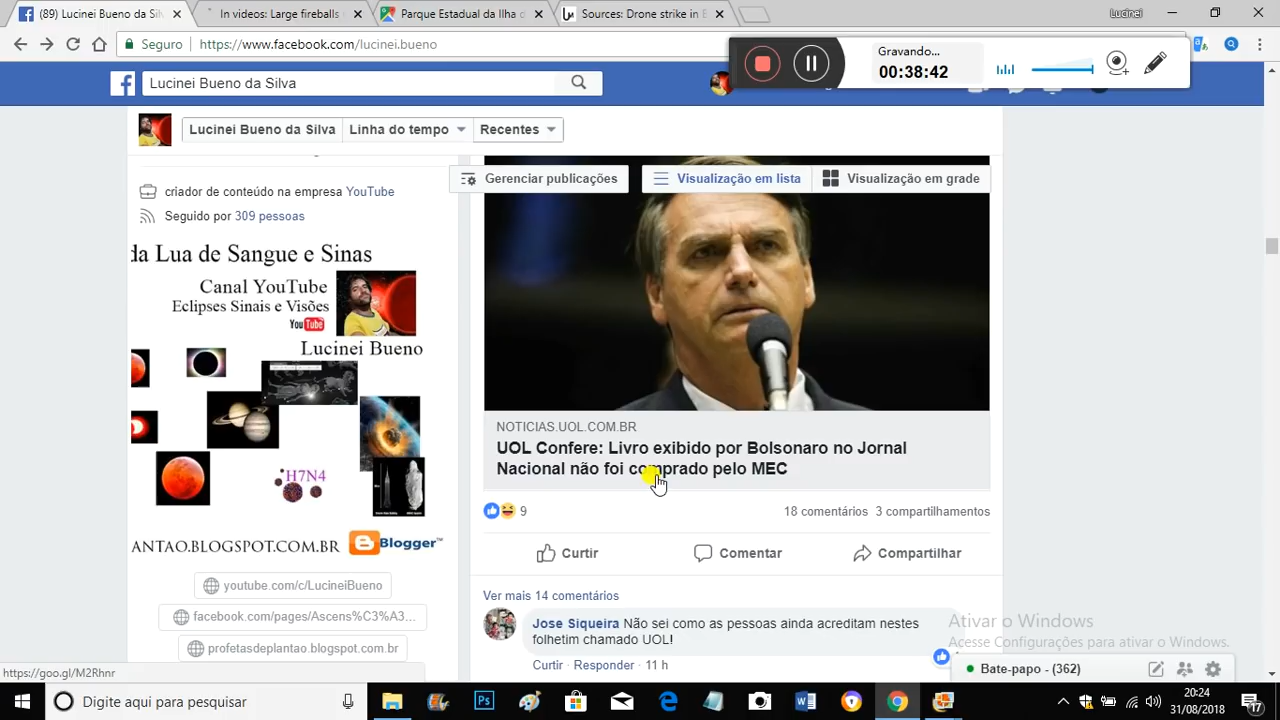 (89) Lucinei Bueno da Silv
In videos: Large fireballs
Parque Estadual da Ilha d
Sources: Drone strike in E
Lucinei
Seguro
https://www.facebook.com/lucinei.bueno
Gravando...
00:38:42
Lucinei Bueno da Silva
Lucinei Bueno da Silva
Linha do tempo
Recentes
criador de conteúdo na empresa YouTube
Seguido por 309 pessoas
Gerenciar publicações
Visualização em lista
Visualização em grade
da Lua de Sangue e Sinas
Canal YouTube
Eclipses Sinais e Visões
YouTube
Lucinei Bueno
H7N4
ANTAO.BLOGSPOT.COM.BR
Blogger™
youtube.com/c/LucineiBueno
facebook.com/pages/Ascens%C3%A3...
profetasdeplantao.blogspot.com.br
NOTICIAS.UOL.COM.BR
UOL Confere: Livro exibido por Bolsonaro no Jornal
Nacional não foi comprado pelo MEC
9
18 comentários 3 compartilhamentos
Curtir
Comentar
Compartilhar
Ver mais 14 comentários
Jose Siqueira Não sei como as pessoas ainda acreditam nestes
folhetim chamado UOL!
Curtir · Responder · 11 h
Ativar o Windows
Acesse Configurações para ativar o Windows.
Bate-papo - (362)
https://goo.gl/M2Rhnr
Digite aqui para pesquisar
20:24
31/08/2018
17